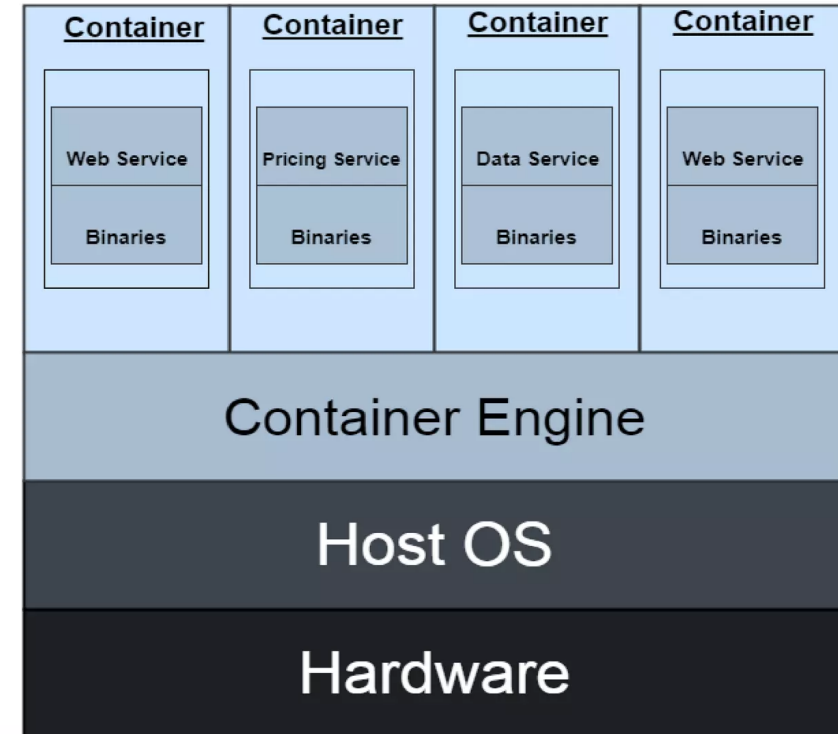 Container
Container
Container
Container
Web Service
Pricing Service
Data Service
Web Service
Binaries
Binaries
Binaries
Binaries
Container Engine
Host OS
Hardware